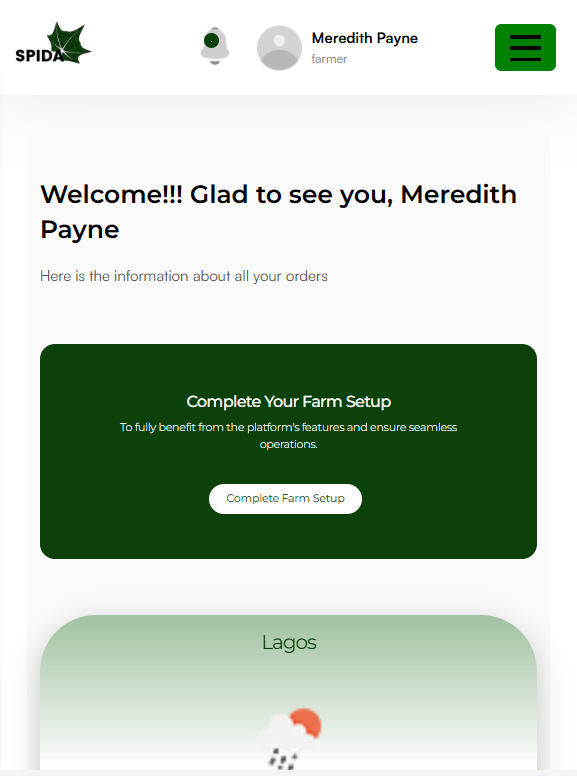 SPIDA
Meredith Payne
farmer
Welcome!!! Glad to see you, Meredith
Payne
Here is the information about all your orders
Complete Your Farm Setup
To fully benefit from the platform's features and ensure seamless
operations.
Complete Farm Setup
Lagos